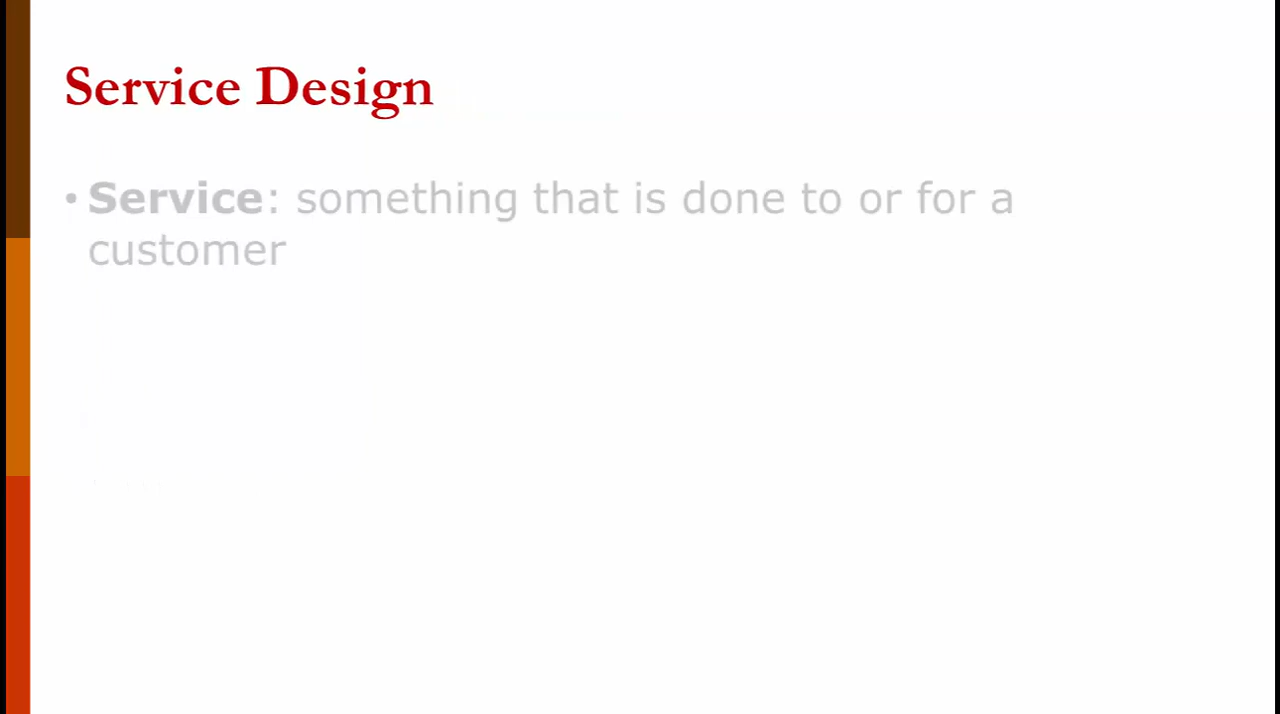 Service Design
• Service: something that is done to or for a
customer